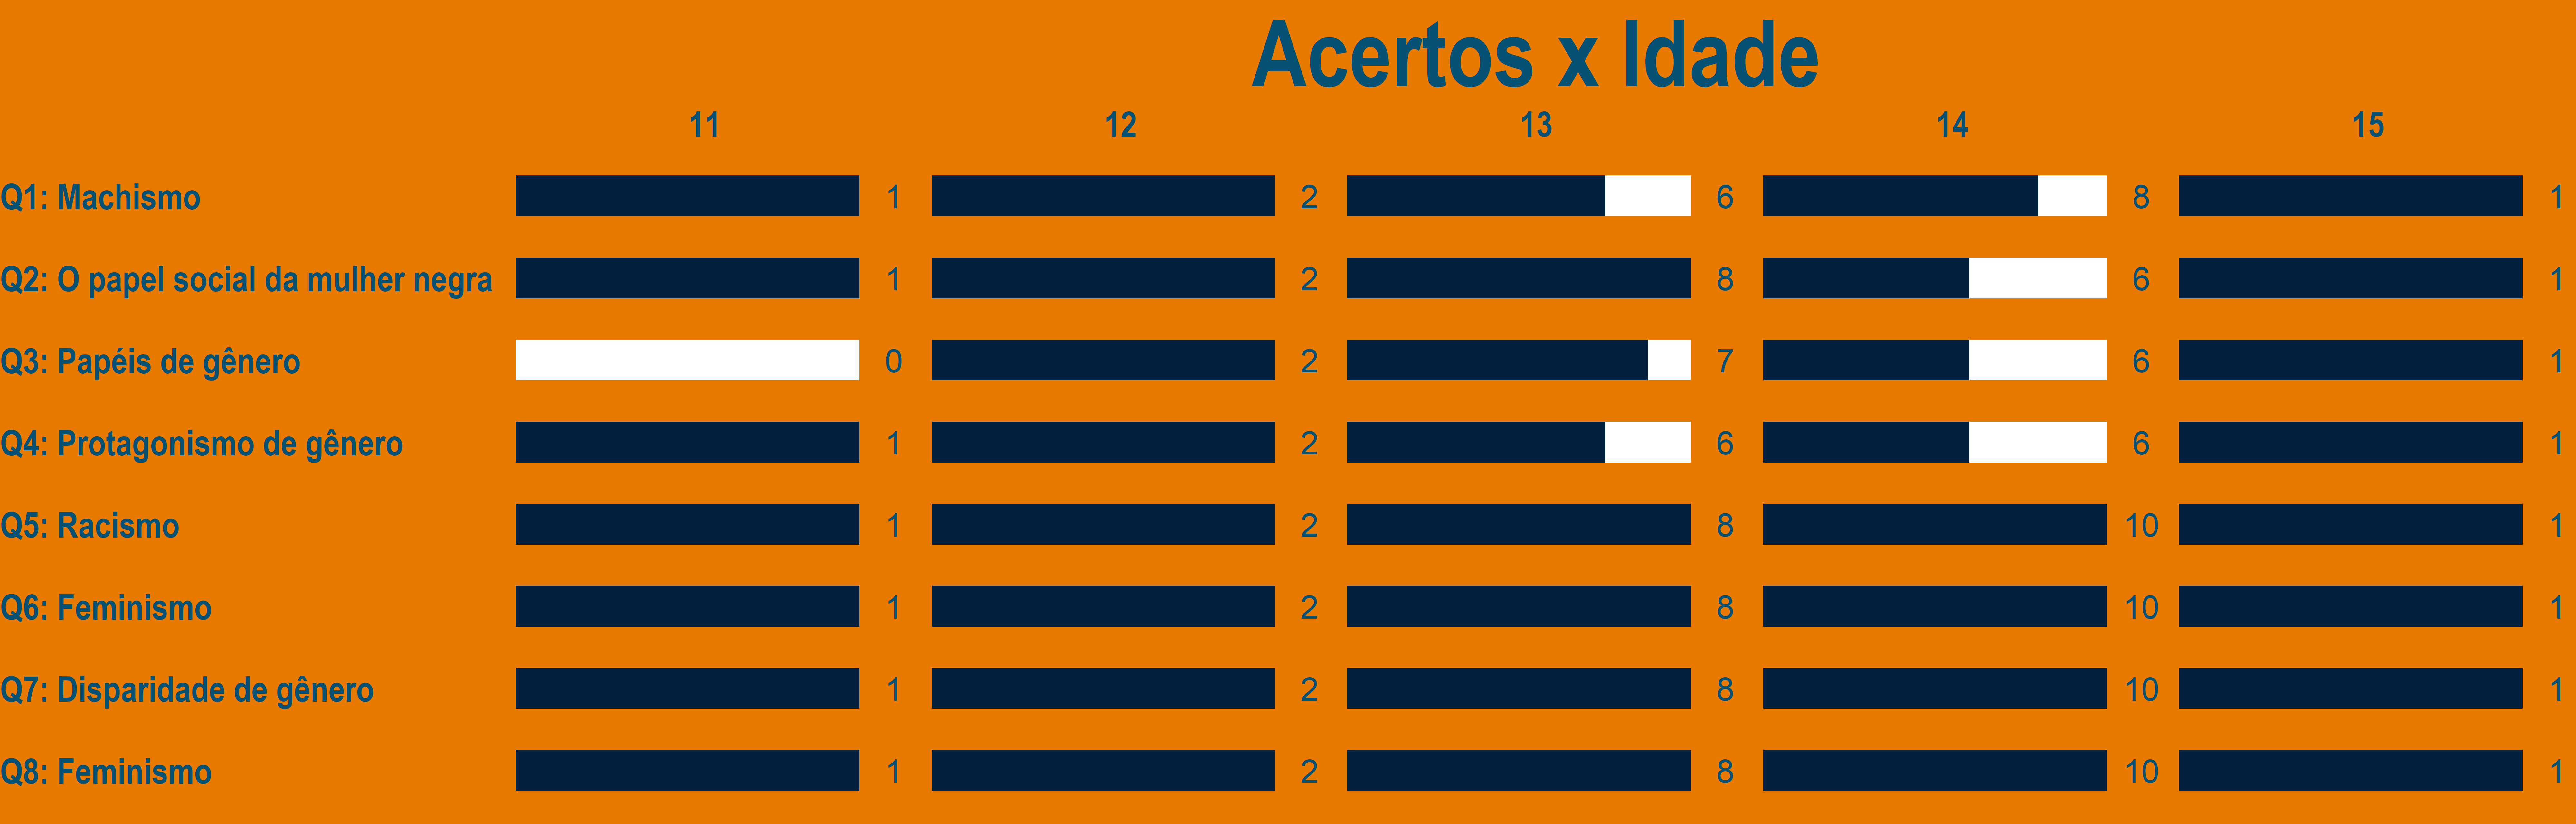 Acertos x Idade
11 12 13 14 15
Q1: Machismo 1 2 6 8 1
Q2: O papel social da mulher negra 1 2 8 6 1
Q3: Papéis de gênero 0 2 7 6 1
Q4: Protagonismo de gênero 1 2 6 6 1
Q5: Racismo 1 2 8 10 1
Q6: Feminismo 1 2 8 10 1
Q7: Disparidade de gênero 1 2 8 10 1
Q8: Feminismo 1 2 8 10 1